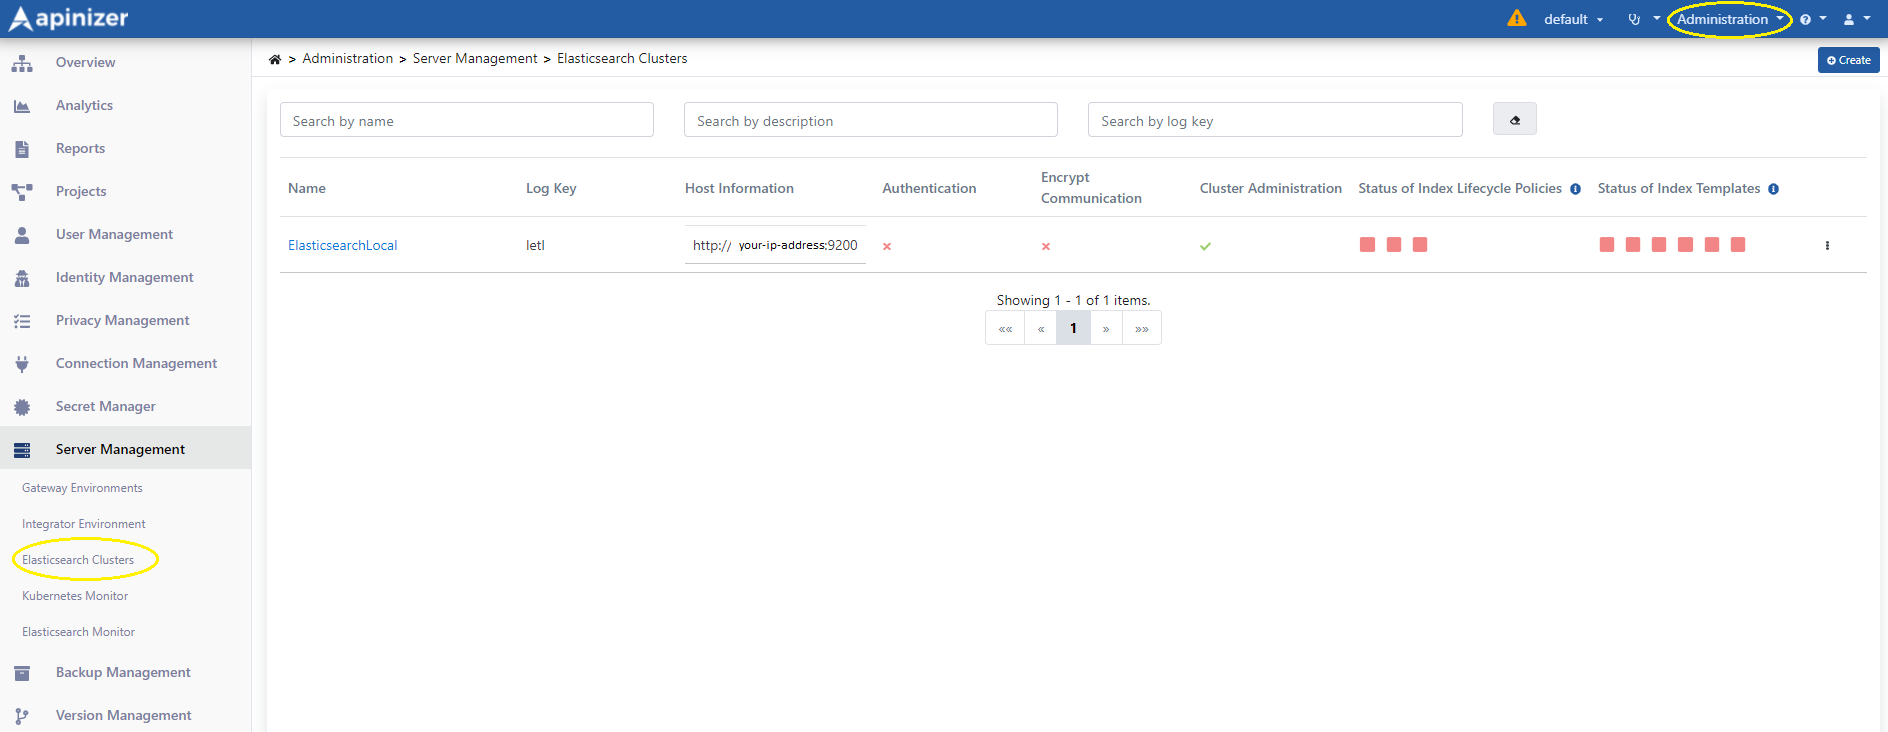 apinizer
default
Administration
Overview
Analytics
Reports
Projects
User Management
Identity Management
Privacy Management
Connection Management
Secret Manager
Server Management
Gateway Environments
Integrator Environment
Elasticsearch Clusters
Kubernetes Monitor
Elasticsearch Monitor
Backup Management
Version Management
> Administration > Server Management > Elasticsearch Clusters
Create
Search by name
Search by description
Search by log key
Name
Log Key
Host Information
Authentication
Encrypt
Communication
Cluster Administration
Status of Index Lifecycle Policies
Status of Index Templates
ElasticsearchLocal
letl
http:// your-ip-address:9200
Showing 1 - 1 of 1 items.
«« « 1 » »»